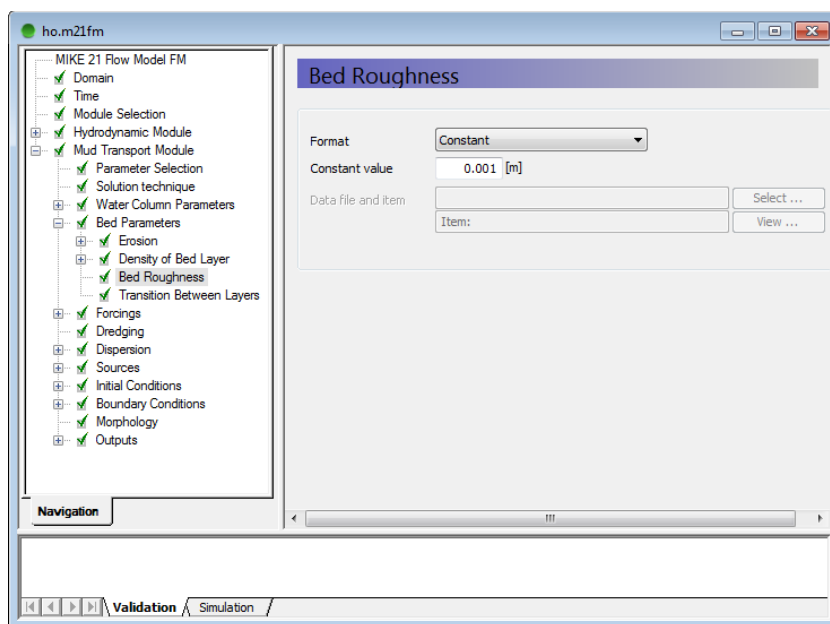 ho.m21fm
MIKE 21 Flow Model FM
Domain
Time
Module Selection
Hydrodynamic Module
Mud Transport Module
Parameter Selection
Solution technique
Water Column Parameters
Bed Parameters
Erosion
Density of Bed Layer
Bed Roughness
Transition Between Layers
Forcings
Dredging
Dispersion
Sources
Initial Conditions
Boundary Conditions
Morphology
Outputs
Navigation
Bed Roughness
Format Constant
Constant value 0.001 [m]
Data file and item Select ...
Item: View ...
Validation Simulation